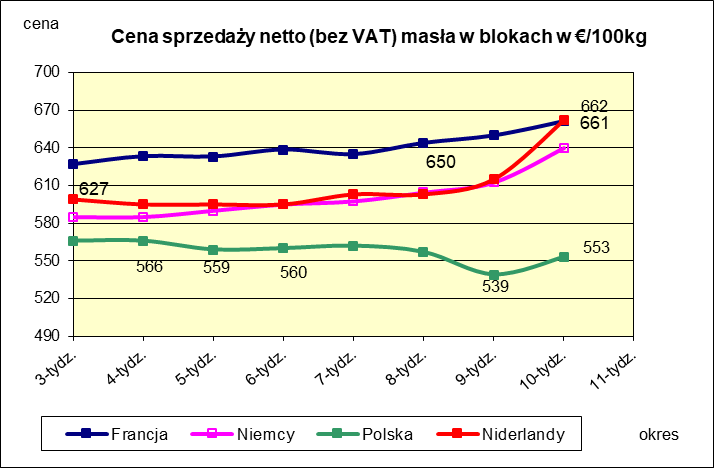 cena
Cena sprzedaży netto (bez VAT) masła w blokach w €/100kg
700
670
640
610
580
550
520
490
627
650
662
661
566
559
560
539
553
3-tydz.
4-tydz.
5-tydz.
6-tydz.
7-tydz.
8-tydz.
9-tydz.
10-tydz.
11-tydz.
Francja
Niemcy
Polska
Niderlandy
okres